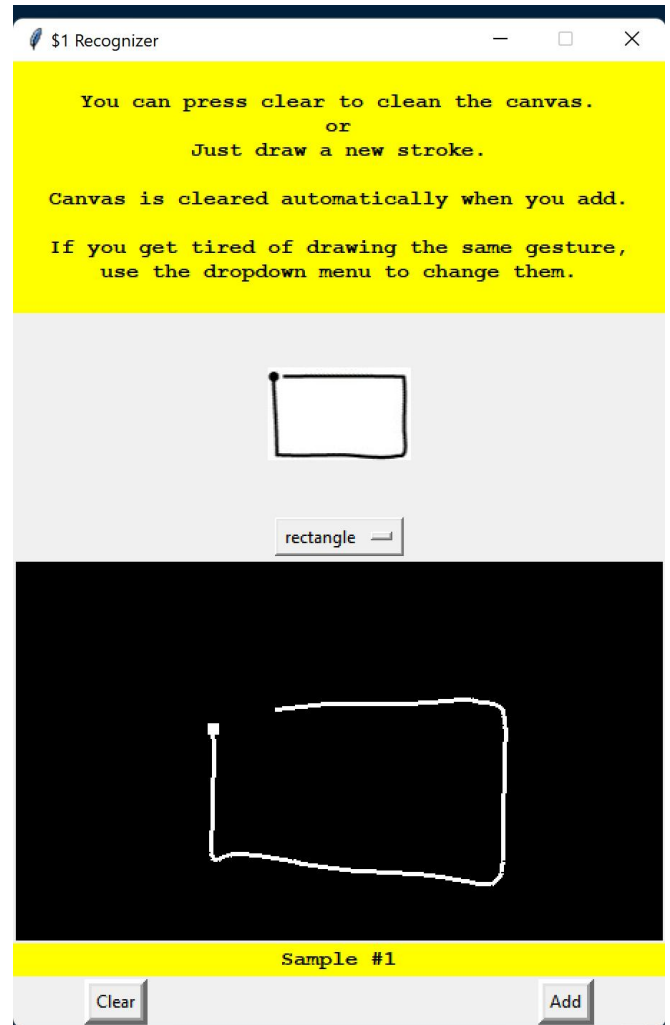 $1 Recognizer
You can press clear to clean the canvas.
or
Just draw a new stroke.
Canvas is cleared automatically when you add.
If you get tired of drawing the same gesture,
use the dropdown menu to change them.
rectangle
Sample #1
Clear
Add